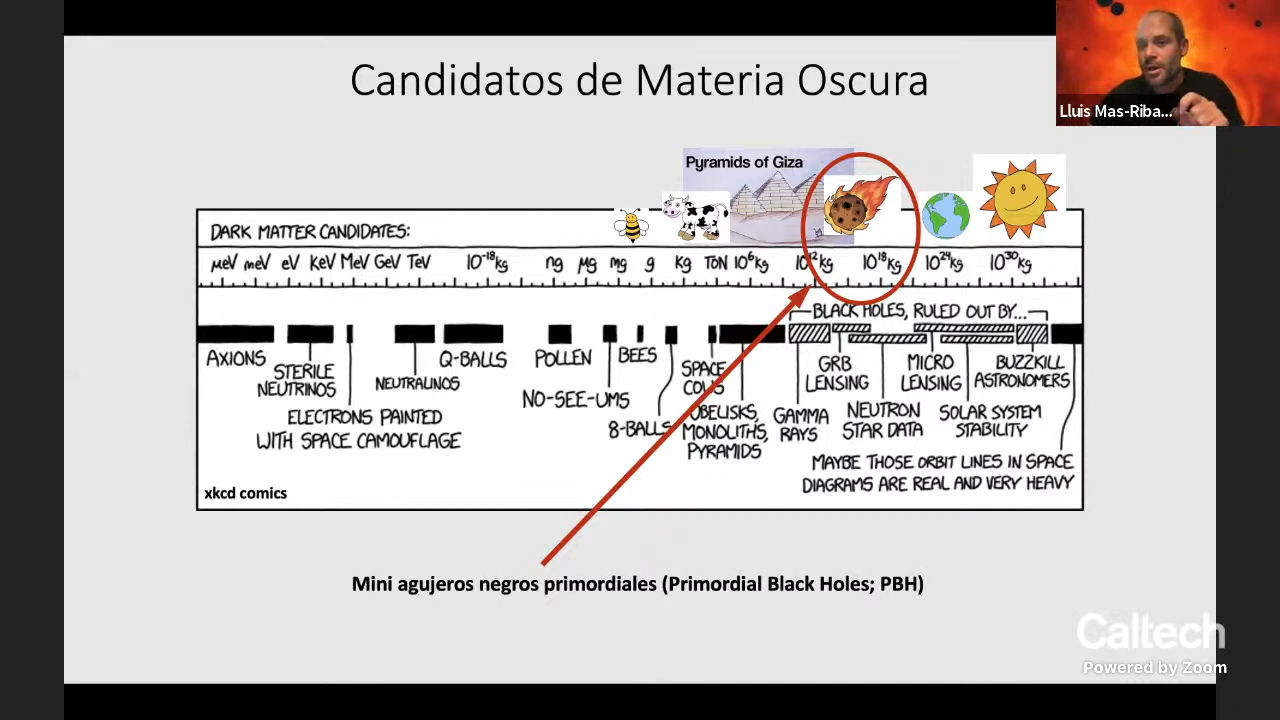 Candidatos de Materia Oscura
Lluis Mas-Riba...
Pyramids of Giza
DARK MATTER CANDIDATES:
μeV meV eV KeV MeV GeV TeV 10⁻¹⁸kg ng μg mg g kg TON 10⁶kg 10¹²kg 10¹⁸kg 10²⁴kg 10³⁰kg
BLACK HOLES, RULED OUT BY...
AXIONS
STERILE
NEUTRINOS
ELECTRONS PAINTED
WITH SPACE CAMOUFLAGE
NEUTRALINOS
Q-BALLS
POLLEN
NO-SEE-UMS
BEES
8-BALLS
SPACE
COWS
OBELISKS,
MONOLITHS,
PYRAMIDS
GAMMA
RAYS
GRB
LENSING
NEUTRON
STAR DATA
MICRO
LENSING
SOLAR SYSTEM
STABILITY
BUZZKILL
ASTRONOMERS
MAYBE THOSE ORBIT LINES IN SPACE
DIAGRAMS ARE REAL AND VERY HEAVY
xkcd comics
Mini agujeros negros primordiales (Primordial Black Holes; PBH)
Caltech
Powered by Zoom